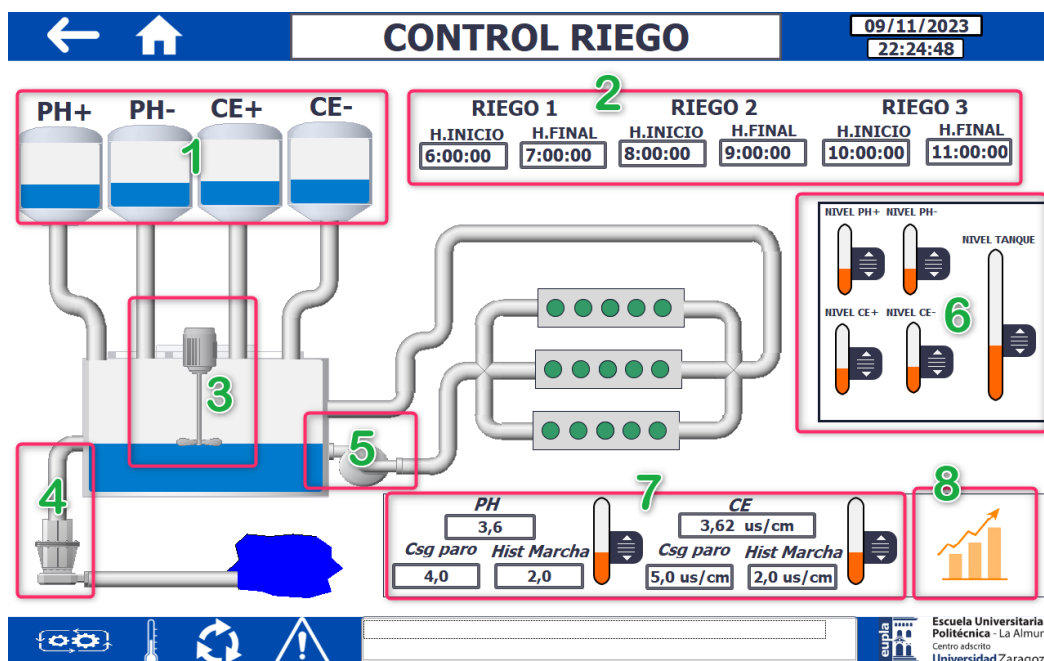 CONTROL RIEGO
09/11/2023
22:24:48
PH+ PH- CE+ CE-
1
2
RIEGO 1 RIEGO 2 RIEGO 3
H.INICIO H.FINAL H.INICIO H.FINAL H.INICIO H.FINAL
6:00:00 7:00:00 8:00:00 9:00:00 10:00:00 11:00:00
NIVEL PH+ NIVEL PH-
NIVEL TANQUE
NIVEL CE+ NIVEL CE-
6
3
5
4
7
8
PH CE
3,6 3,62 us/cm
Csg paro Hist Marcha Csg paro Hist Marcha
4,0 2,0 5,0 us/cm 2,0 us/cm
eupla
Escuela Universitaria
Politécnica - La Almun
Centro adscrito
Universidad Zaragoz